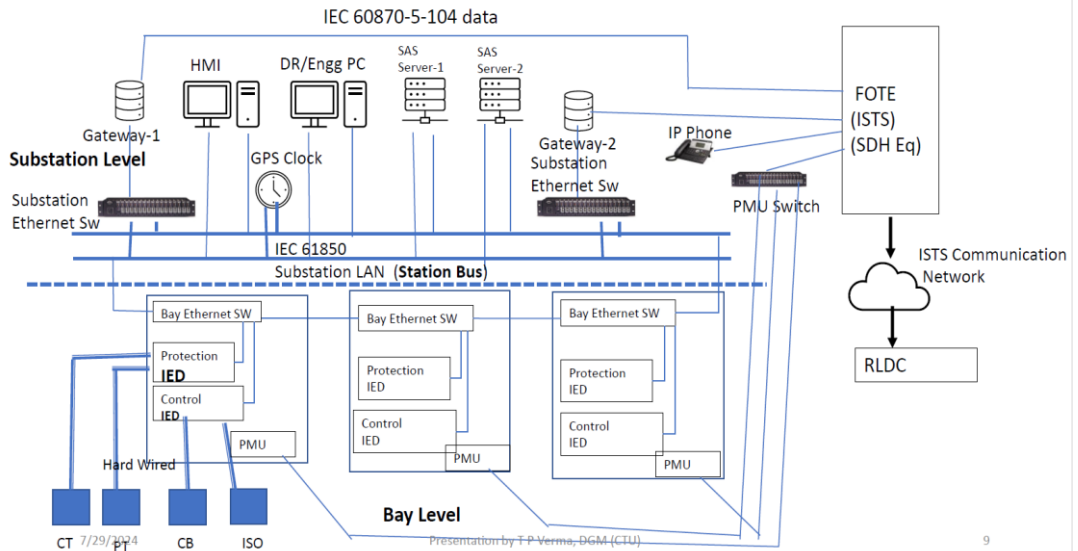 IEC 60870-5-104 data
HMI
DR/Engg PC
SAS
Server-1
SAS
Server-2
FOTE
(ISTS)
(SDH Eq)
Gateway-1
Gateway-2
IP Phone
Substation Level
GPS Clock
Substation
Ethernet Sw
Substation
Ethernet Sw
PMU Switch
IEC 61850
Substation LAN (Station Bus)
ISTS Communication
Network
RLDC
Bay Ethernet SW
Protection
IED
Control
IED
PMU
Bay Ethernet SW
Protection
IED
Control
IED
PMU
Bay Ethernet SW
Protection
IED
Control
IED
PMU
Hard Wired
Bay Level
CT
PT
CB
ISO
7/29/2024
Presentation by T P Verma, DGM (CTU)
9